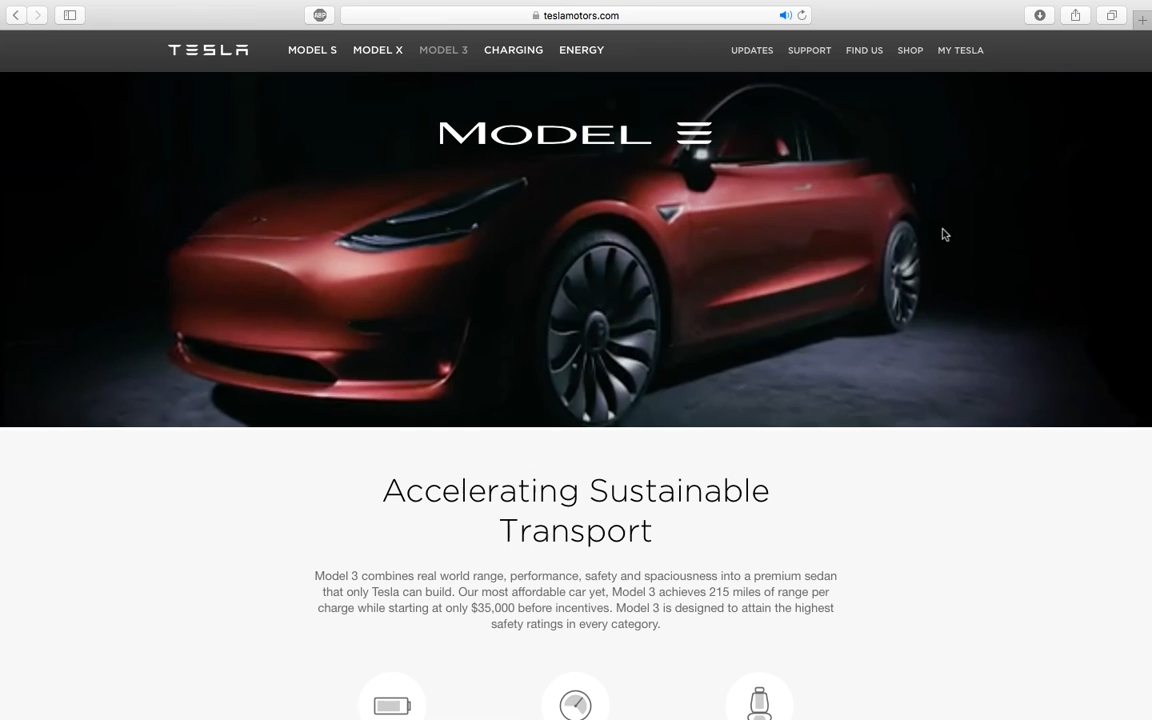 ABP
teslamotors.com
TESLA
MODEL S
MODEL X
MODEL 3
CHARGING
ENERGY
UPDATES
SUPPORT
FIND US
SHOP
MY TESLA
MODEL ☰
Accelerating Sustainable
Transport
Model 3 combines real world range, performance, safety and spaciousness into a premium sedan
that only Tesla can build. Our most affordable car yet, Model 3 achieves 215 miles of range per
charge while starting at only $35,000 before incentives. Model 3 is designed to attain the highest
safety ratings in every category.